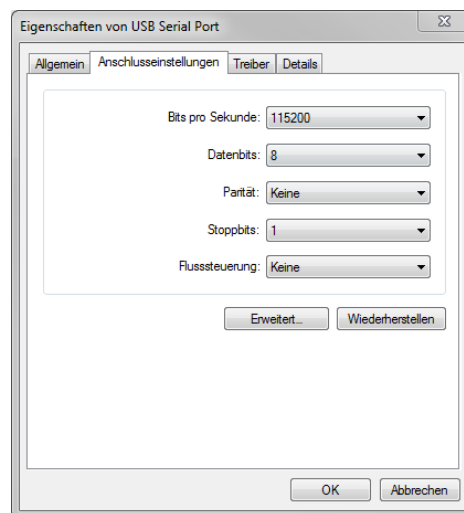 Eigenschaften von USB Serial Port
Allgemein Anschlusseinstellungen Treiber Details
Bits pro Sekunde: 115200
Datenbits: 8
Parität: Keine
Stoppbits: 1
Flusssteuerung: Keine
Erweitert... Wiederherstellen
OK Abbrechen